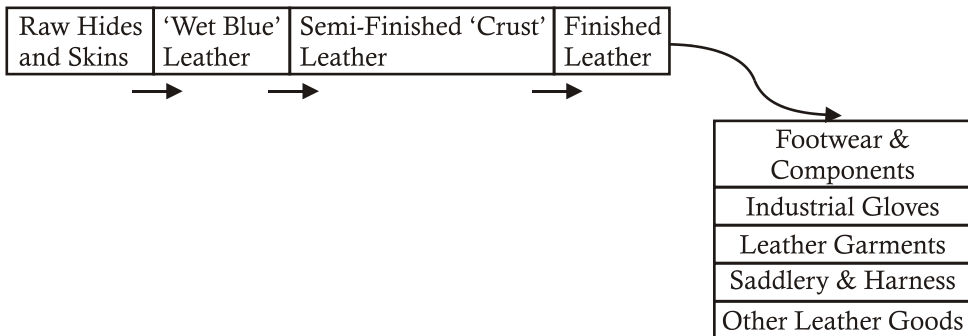 Raw Hides
and Skins
‘Wet Blue’
Leather
Semi-Finished ‘Crust’
Leather
Finished
Leather
Footwear &
Components
Industrial Gloves
Leather Garments
Saddlery & Harness
Other Leather Goods